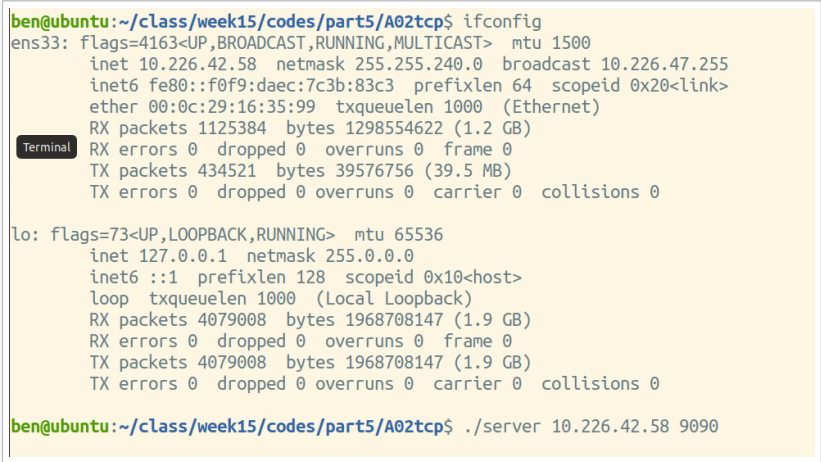 ben@ubuntu:~/class/week15/codes/part5/A02tcp$ ifconfig
ens33: flags=4163<UP,BROADCAST,RUNNING,MULTICAST>  mtu 1500
        inet 10.226.42.58  netmask 255.255.240.0  broadcast 10.226.47.255
        inet6 fe80::f0f9:daec:7c3b:83c3  prefixlen 64  scopeid 0x20<link>
        ether 00:0c:29:16:35:99  txqueuelen 1000  (Ethernet)
        RX packets 1125384  bytes 1298554622 (1.2 GB)
Terminal RX errors 0  dropped 0  overruns 0  frame 0
        TX packets 434521  bytes 39576756 (39.5 MB)
        TX errors 0  dropped 0 overruns 0  carrier 0  collisions 0

lo: flags=73<UP,LOOPBACK,RUNNING>  mtu 65536
        inet 127.0.0.1  netmask 255.0.0.0
        inet6 ::1  prefixlen 128  scopeid 0x10<host>
        loop  txqueuelen 1000  (Local Loopback)
        RX packets 4079008  bytes 1968708147 (1.9 GB)
        RX errors 0  dropped 0  overruns 0  frame 0
        TX packets 4079008  bytes 1968708147 (1.9 GB)
        TX errors 0  dropped 0 overruns 0  carrier 0  collisions 0

ben@ubuntu:~/class/week15/codes/part5/A02tcp$ ./server 10.226.42.58 9090